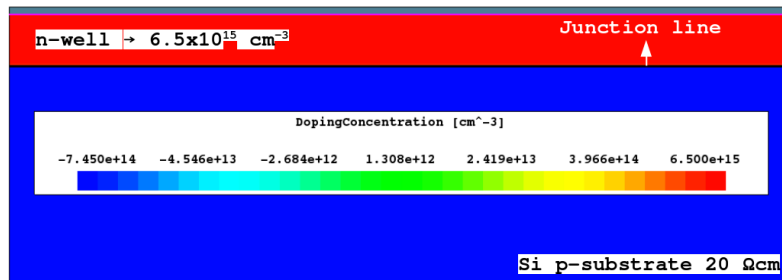 Junction line
n-well → 6.5x10¹⁵ cm⁻³
DopingConcentration [cm^-3]
-7.450e+14 -4.546e+13 -2.684e+12 1.308e+12 2.419e+13 3.966e+14 6.500e+15
Si p-substrate 20 Ωcm